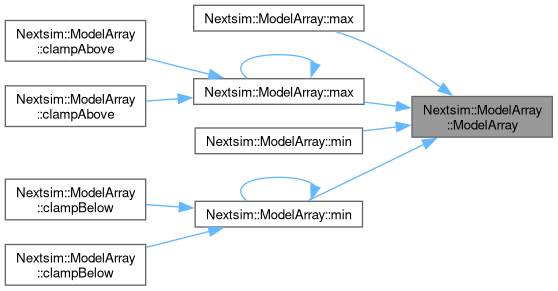 Nextsim::ModelArray::max
Nextsim::ModelArray
::clampAbove
Nextsim::ModelArray
::clampAbove
Nextsim::ModelArray::max
Nextsim::ModelArray
::ModelArray
Nextsim::ModelArray::min
Nextsim::ModelArray
::clampBelow
Nextsim::ModelArray::min
Nextsim::ModelArray
::clampBelow